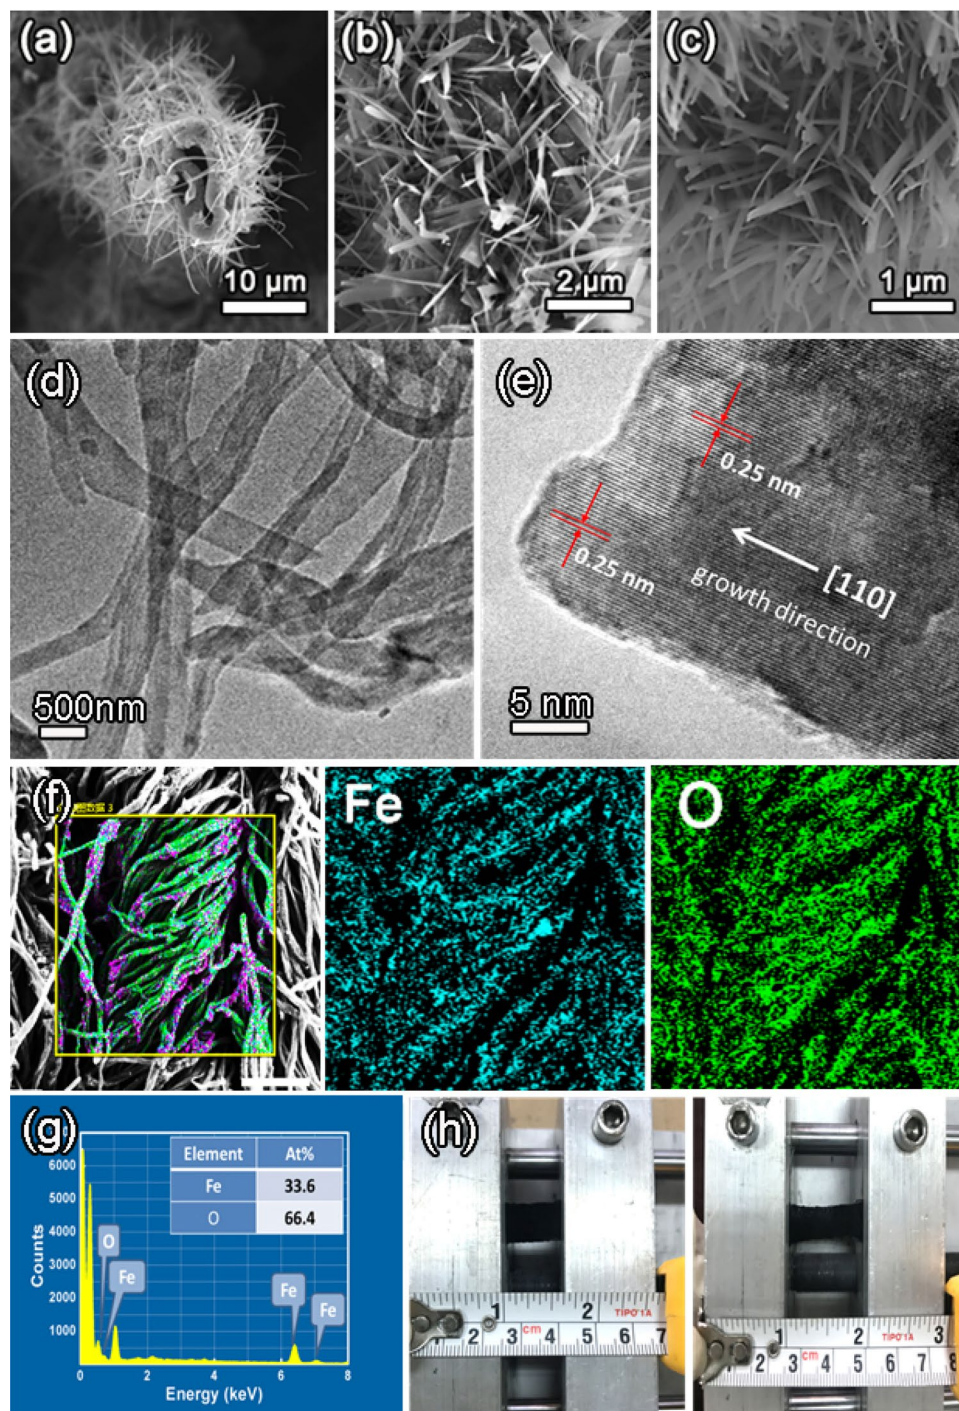 (a)
10 µm
(b)
2 µm
(c)
1 µm
(d)
500nm
(e)
0.25 nm
0.25 nm
[110]
growth direction
5 nm
(f)
数据 3
Fe
O
(g)
Element At%
Fe 33.6
O 66.4
6000
5000
4000
3000
2000
1000
Counts
O
Fe
Fe
Fe
0 2 4 6 8
Energy (keV)
(h)
1 2 TIPO 1A
2 3 cm 4 5 6 7
1 2 TIPO 1A 3
2 3 cm 4 5 6 7 8